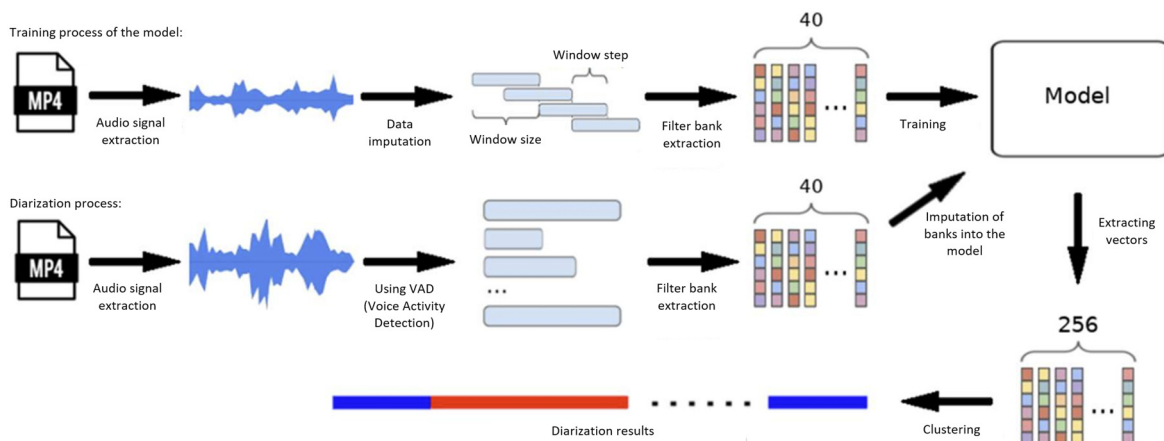 Training process of the model:
MP4
Audio signal
extraction
Data
imputation
Window step
Window size
Filter bank
extraction
40
Training
Model
Diarization process:
MP4
Audio signal
extraction
Using VAD
(Voice Activity
Detection)
...
Filter bank
extraction
40
...
Imputation of
banks into the
model
Extracting
vectors
256
...
Clustering
Diarization results